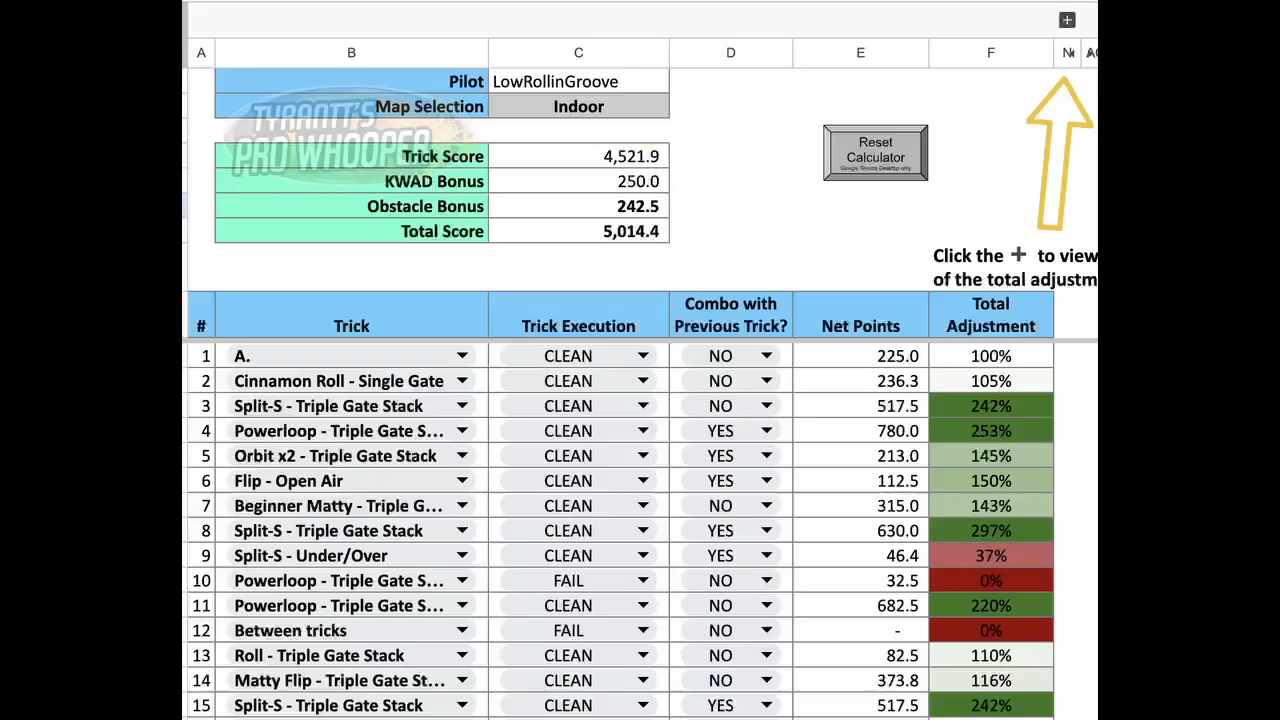 A B C D E F N
Pilot LowRollinGroove
Map Selection Indoor
TYRANTT'S
PRO WHOOPER
Trick Score 4,521.9
KWAD Bonus 250.0
Obstacle Bonus 242.5
Total Score 5,014.4
Reset
Calculator
Google Sheets Desktop only
Click the + to view
of the total adjustm
# Trick Trick Execution Combo with Previous Trick? Net Points Total Adjustment
1 A. CLEAN NO 225.0 100%
2 Cinnamon Roll - Single Gate CLEAN NO 236.3 105%
3 Split-S - Triple Gate Stack CLEAN NO 517.5 242%
4 Powerloop - Triple Gate S... CLEAN YES 780.0 253%
5 Orbit x2 - Triple Gate Stack CLEAN YES 213.0 145%
6 Flip - Open Air CLEAN YES 112.5 150%
7 Beginner Matty - Triple G... CLEAN NO 315.0 143%
8 Split-S - Triple Gate Stack CLEAN YES 630.0 297%
9 Split-S - Under/Over CLEAN YES 46.4 37%
10 Powerloop - Triple Gate S... FAIL NO 32.5 0%
11 Powerloop - Triple Gate S... CLEAN NO 682.5 220%
12 Between tricks FAIL NO - 0%
13 Roll - Triple Gate Stack CLEAN NO 82.5 110%
14 Matty Flip - Triple Gate St... CLEAN NO 373.8 116%
15 Split-S - Triple Gate Stack CLEAN YES 517.5 242%